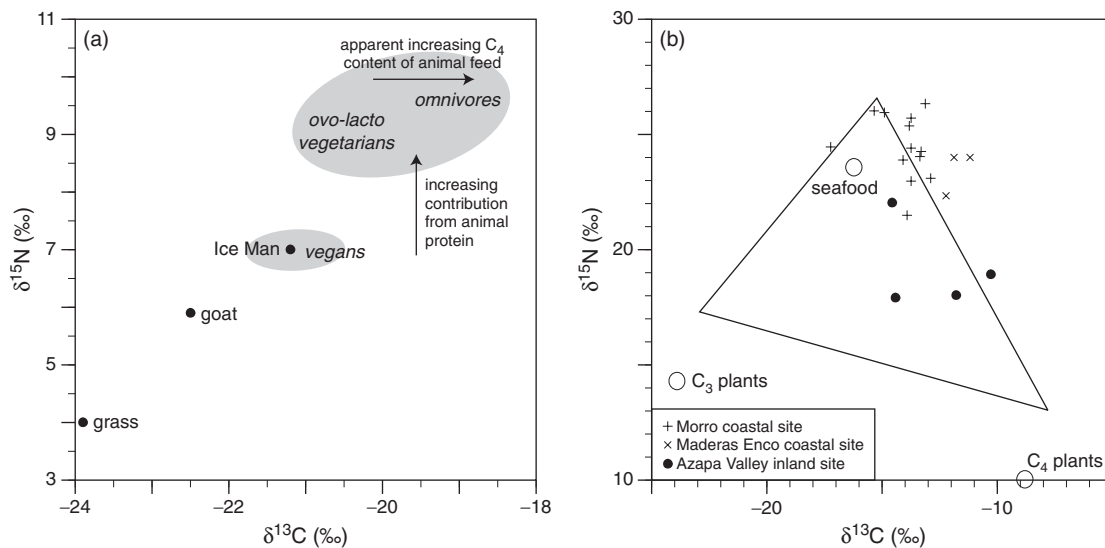 (a)
apparent increasing C₄
content of animal feed
omnivores
ovo-lacto
vegetarians
increasing
contribution
from animal
protein
Ice Man
vegans
goat
grass
11
9
7
5
3
δ¹⁵N (‰)
–24
–22
–20
–18
δ¹³C (‰)
(b)
seafood
C₃ plants
C₄ plants
+ Morro coastal site
× Maderas Enco coastal site
● Azapa Valley inland site
30
20
10
δ¹⁵N (‰)
–20
–10
δ¹³C (‰)